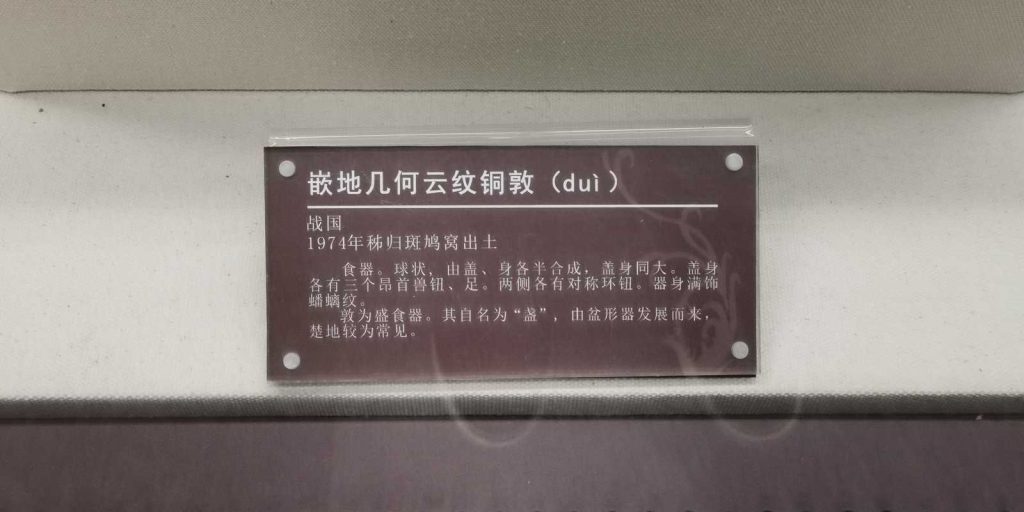 嵌地几何云纹铜敦（duì）
战国
1974年秭归斑鸠窝出土
食器。球状，由盖、身各半合成，盖身同大。盖身
各有三个昂首兽钮、足。两侧各有对称环钮。器身满饰
蟠螭纹。
敦为盛食器。其自名为“盏”，由盆形器发展而来，
楚地较为常见。